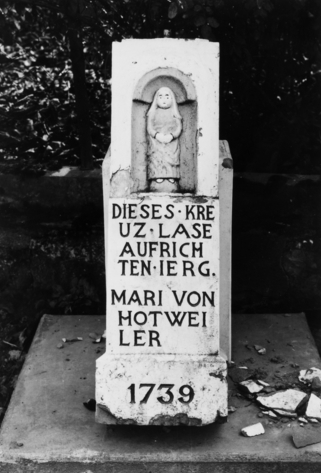 DIESES·KRE
UZ·LASE
AUFRICH
TEN·IERG.
MARI VON
HOTWEI
LER
1739